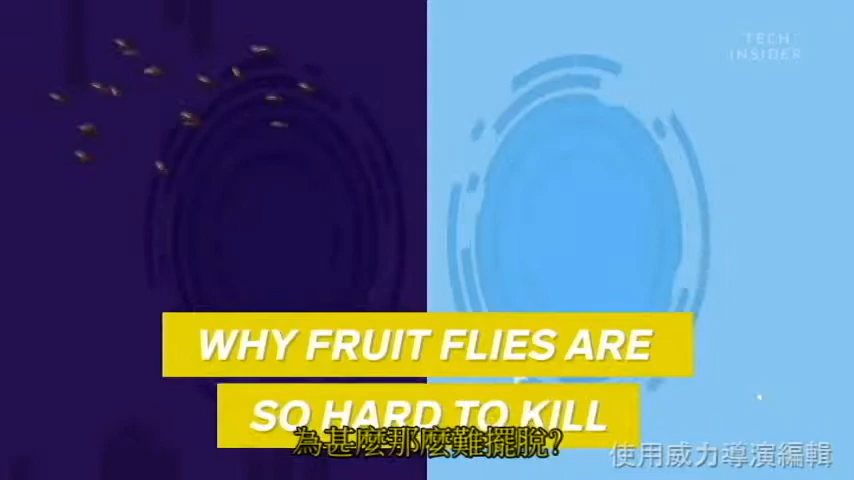 TECH
INSIDER
WHY FRUIT FLIES ARE
SO HARD TO KILL
為甚麼那麼難擺脫?
使用威力導演編輯